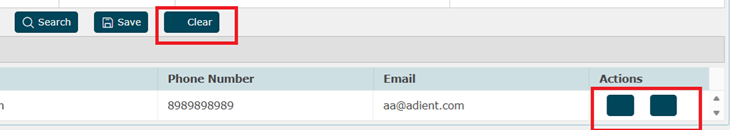 Search Save Clear
Phone Number Email Actions
8989898989 aa@adient.com